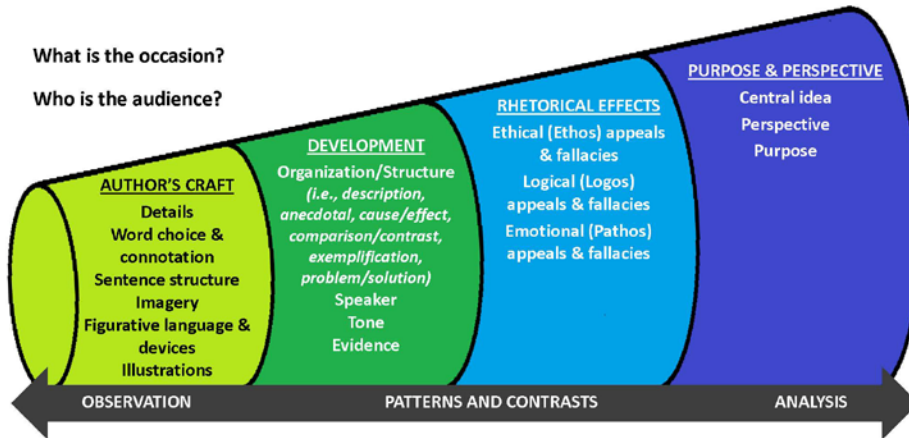 What is the occasion?
Who is the audience?
AUTHOR'S CRAFT
Details
Word choice &
connotation
Sentence structure
Imagery
Figurative language &
devices
Illustrations
DEVELOPMENT
Organization/Structure
(i.e., description,
anecdotal, cause/effect,
comparison/contrast,
exemplification,
problem/solution)
Speaker
Tone
Evidence
RHETORICAL EFFECTS
Ethical (Ethos) appeals
& fallacies
Logical (Logos)
appeals & fallacies
Emotional (Pathos)
appeals & fallacies
PURPOSE & PERSPECTIVE
Central idea
Perspective
Purpose
OBSERVATION
PATTERNS AND CONTRASTS
ANALYSIS